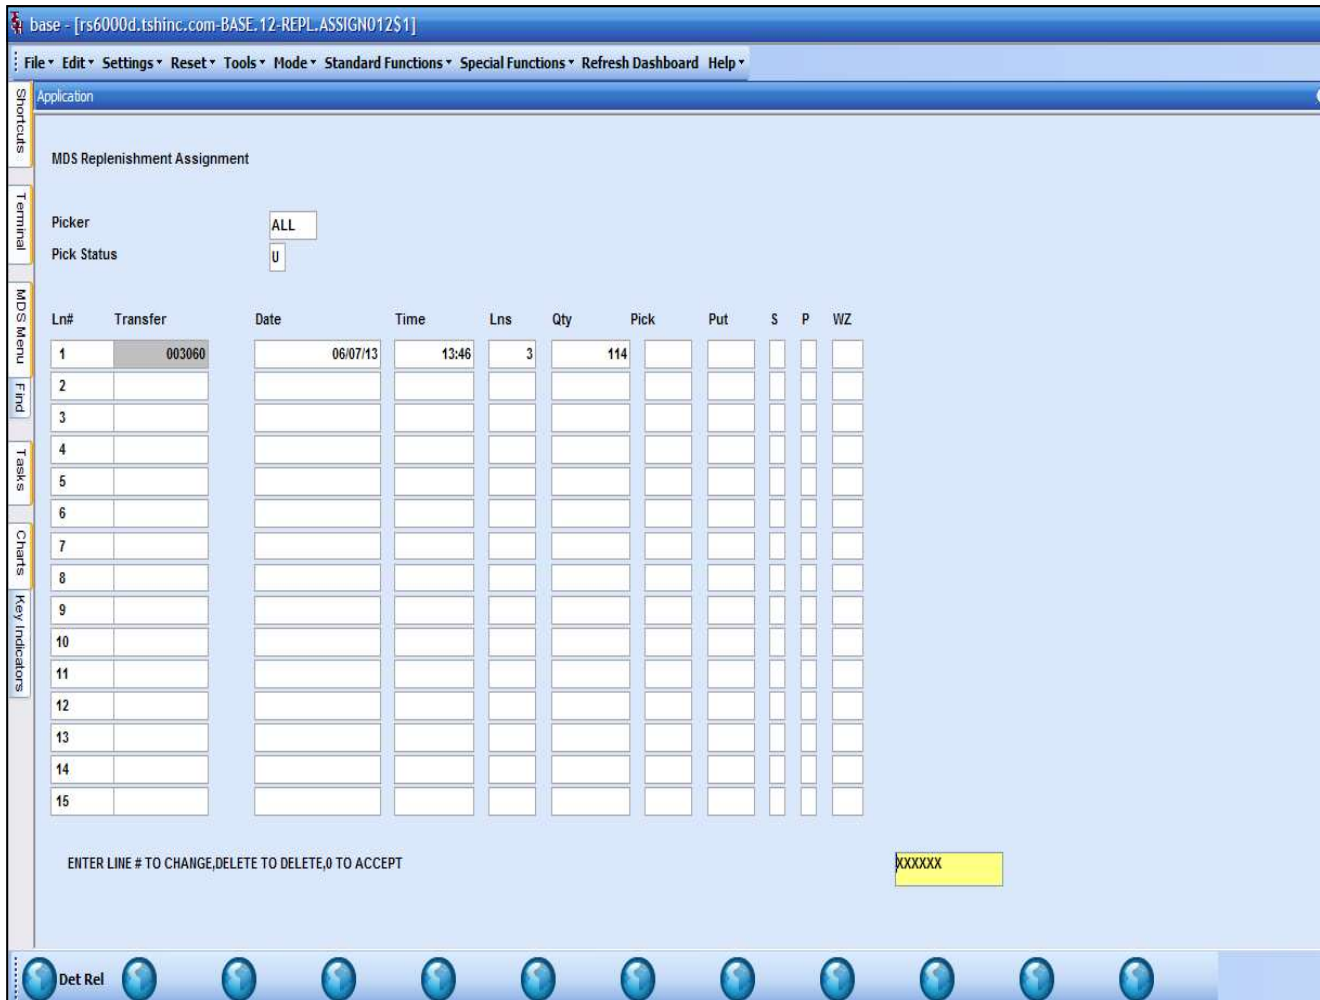 base - [rs6000d.tshinc.com-BASE.12-REPL.ASSIGN012$1]
File Edit Settings Reset Tools Mode Standard Functions Special Functions Refresh Dashboard Help
Application
Shortcuts
Terminal
MDS Menu
Find
Tasks
Charts
Key Indicators
MDS Replenishment Assignment
Picker ALL
Pick Status U
Ln# Transfer Date Time Lns Qty Pick Put S P WZ
1 003060 06/07/13 13:46 3 114
2
3
4
5
6
7
8
9
10
11
12
13
14
15
ENTER LINE # TO CHANGE,DELETE TO DELETE,0 TO ACCEPT XXXXXX
Det Rel